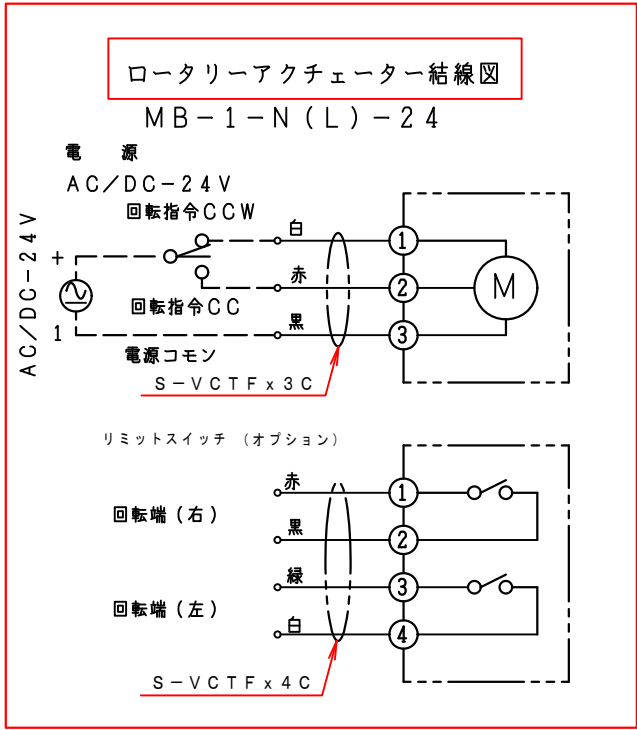 ロータリーアクチェーター結線図
MB-1-N(L)-24
電 源
AC/DC-24V
回転指令CCW
AC/DC-24V
+
1
白
1
赤
2
M
回転指令CC
黒
3
電源コモン
S-VCTFx3C
リミットスイッチ (オプション)
赤
1
回転端(右)
黒
2
緑
3
回転端(左)
白
4
S-VCTFx4C